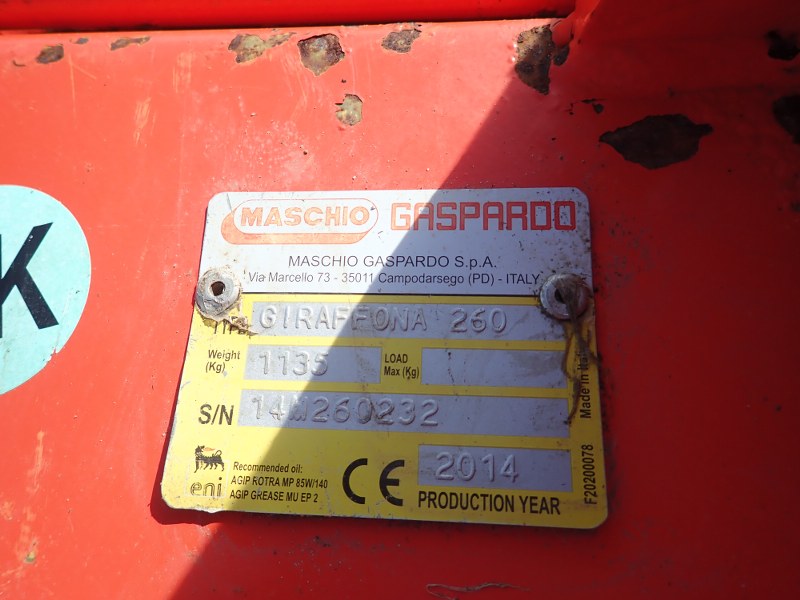 K
MASCHIO GASPARDO
MASCHIO GASPARDO S.p.A.
Via Marcello 73 - 35011 Campodarsego (PD) - ITALY
TYPE GIRAFFONA 260
Weight (Kg) 1135 LOAD Max (Kg)
S/N 14M260232
Made in
eni
Recommended oil:
AGIP ROTRA MP 85W/140
AGIP GREASE MU EP 2
CE
2014
PRODUCTION YEAR
F20200078